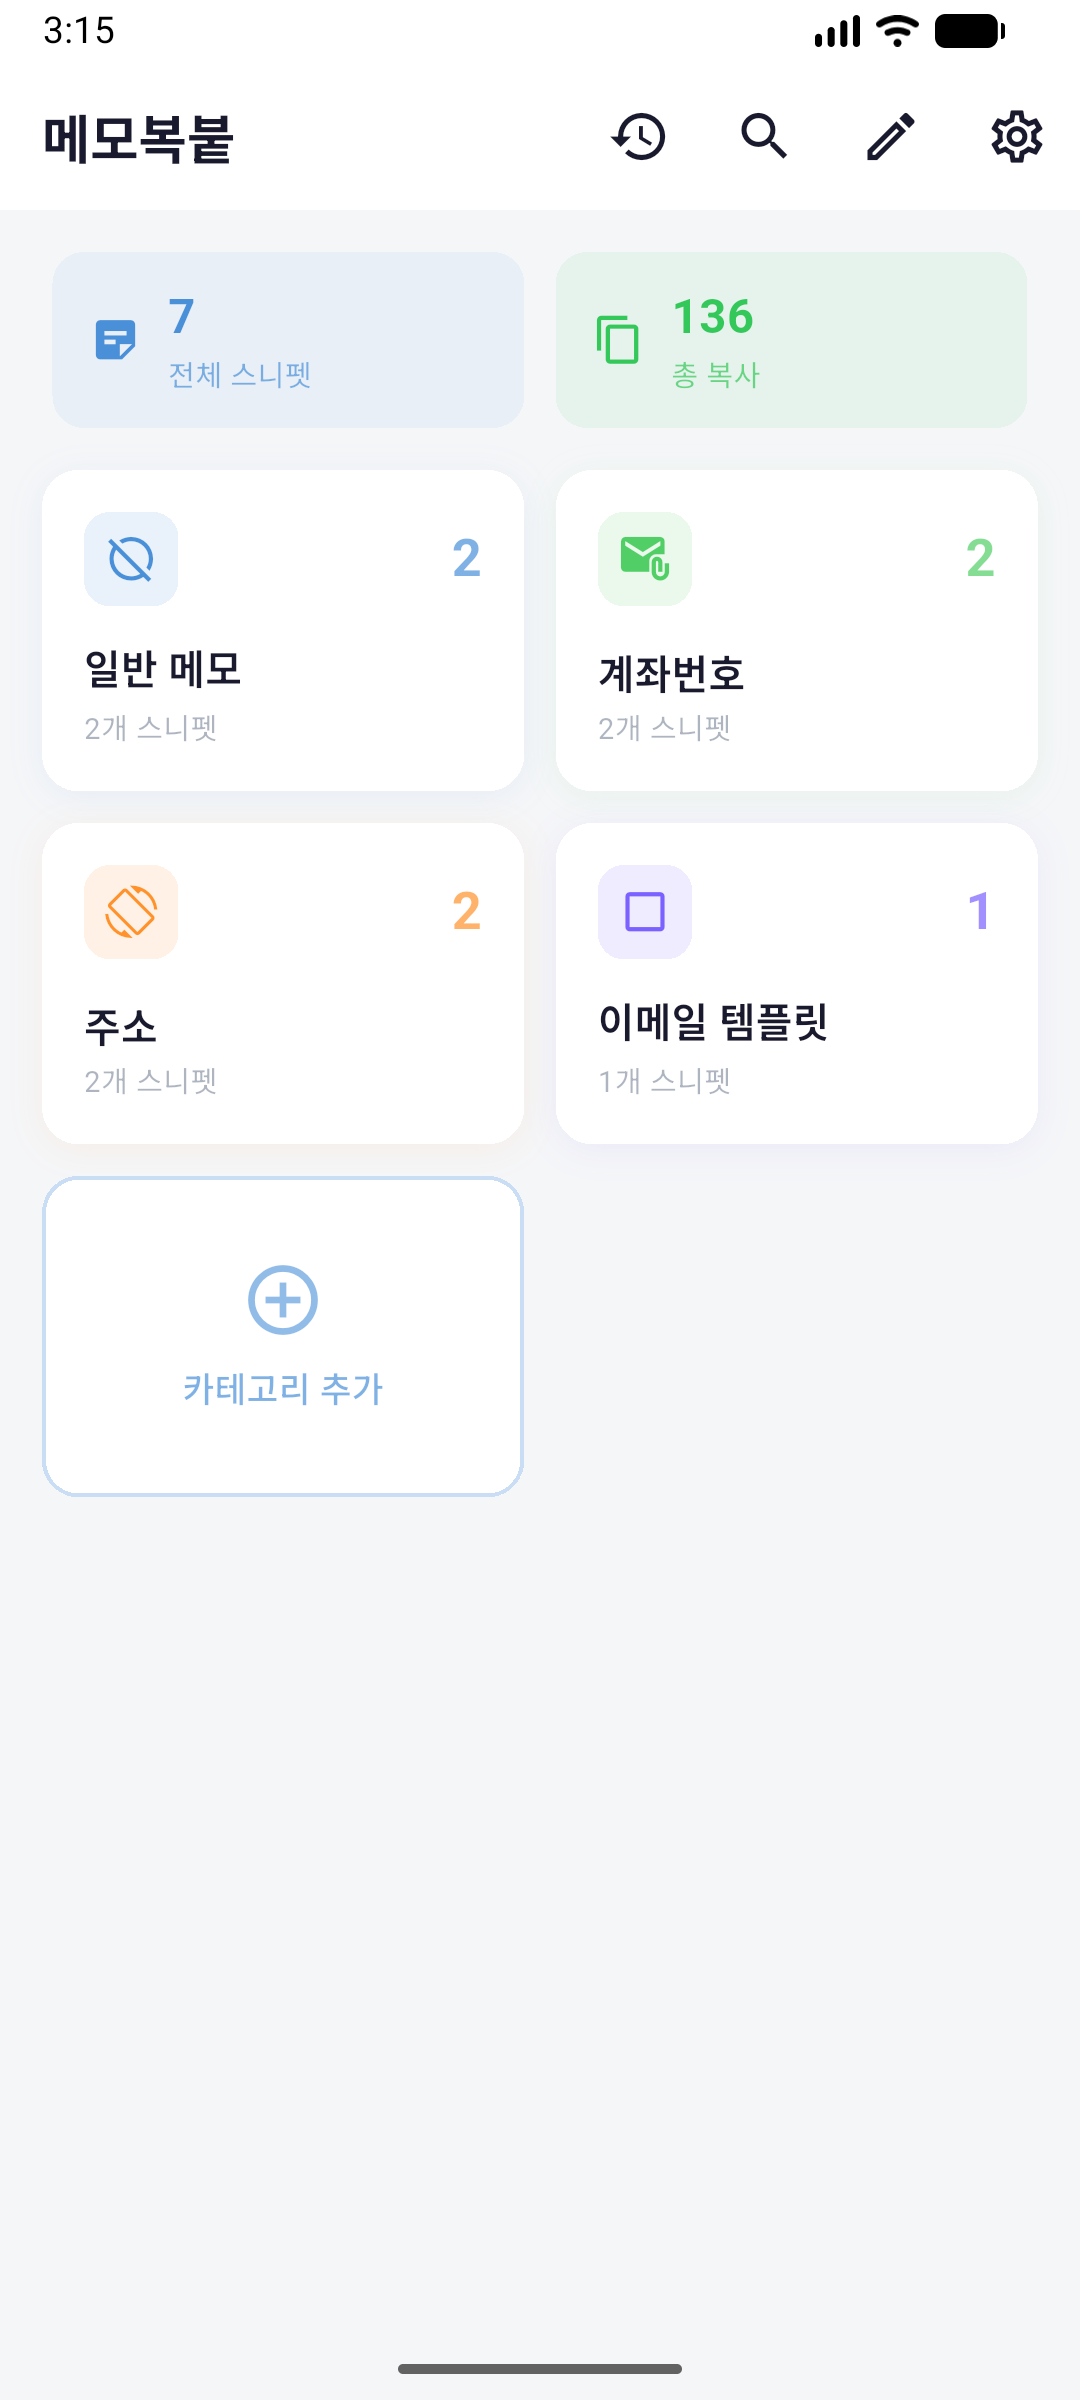 3:15
메모복붙
7
전체 스니펫
136
총 복사
2
일반 메모
2개 스니펫
2
계좌번호
2개 스니펫
2
주소
2개 스니펫
1
이메일 템플릿
1개 스니펫
카테고리 추가